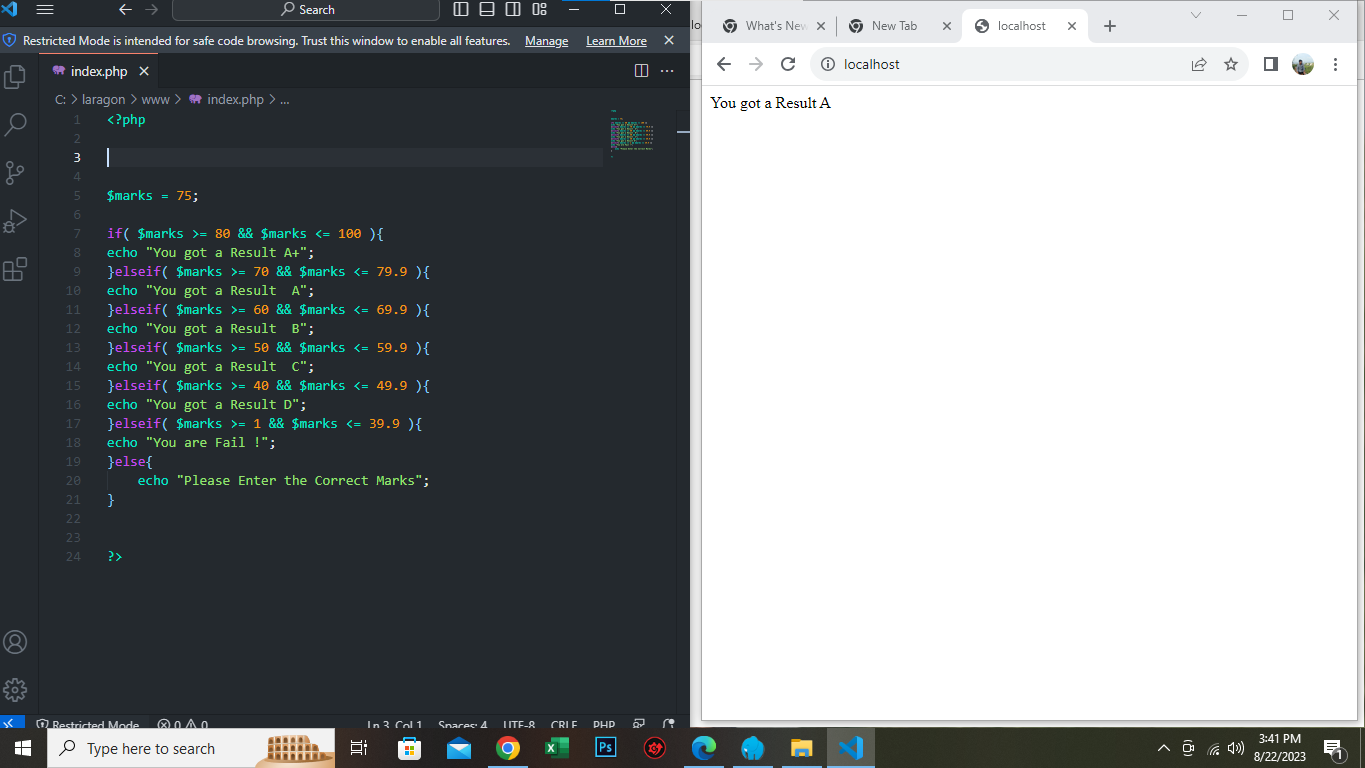 Search
Restricted Mode is intended for safe code browsing. Trust this window to enable all features. Manage Learn More
index.php
C: > laragon > www > index.php > ...
1 <?php
2
3
4
5 $marks = 75;
6
7 if( $marks >= 80 && $marks <= 100 ){
8 echo "You got a Result A+";
9 }elseif( $marks >= 70 && $marks <= 79.9 ){
10 echo "You got a Result  A";
11 }elseif( $marks >= 60 && $marks <= 69.9 ){
12 echo "You got a Result  B";
13 }elseif( $marks >= 50 && $marks <= 59.9 ){
14 echo "You got a Result  C";
15 }elseif( $marks >= 40 && $marks <= 49.9 ){
16 echo "You got a Result D";
17 }elseif( $marks >= 1 && $marks <= 39.9 ){
18 echo "You are Fail !";
19 }else{
20     echo "Please Enter the Correct Marks";
21 }
22
23
24 ?>
Restricted Mode 0 0 Ln 3, Col 1 Spaces: 4 UTF-8 CRLF PHP
What's New New Tab localhost
localhost
You got a Result A
Type here to search
Ps
3:41 PM
8/22/2023
1